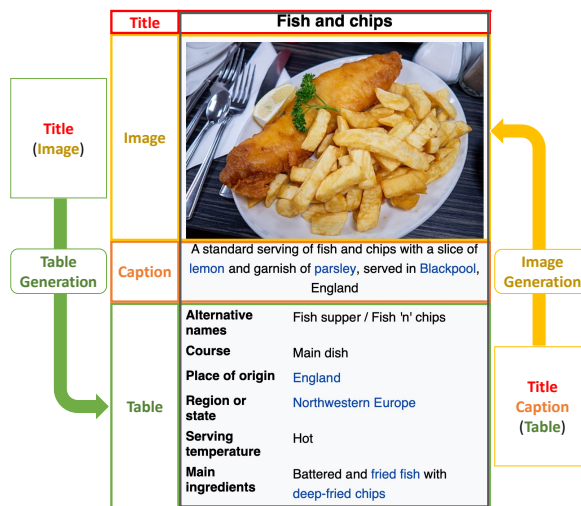 Title
Fish and chips
Title
(Image)
Image
Table
Generation
Caption
A standard serving of fish and chips with a slice of
lemon and garnish of parsley, served in Blackpool,
England
Image
Generation
Table
Alternative
names
Fish supper / Fish 'n' chips
Course
Main dish
Place of origin
England
Region or
state
Northwestern Europe
Serving
temperature
Hot
Main
ingredients
Battered and fried fish with
deep-fried chips
Title
Caption
(Table)